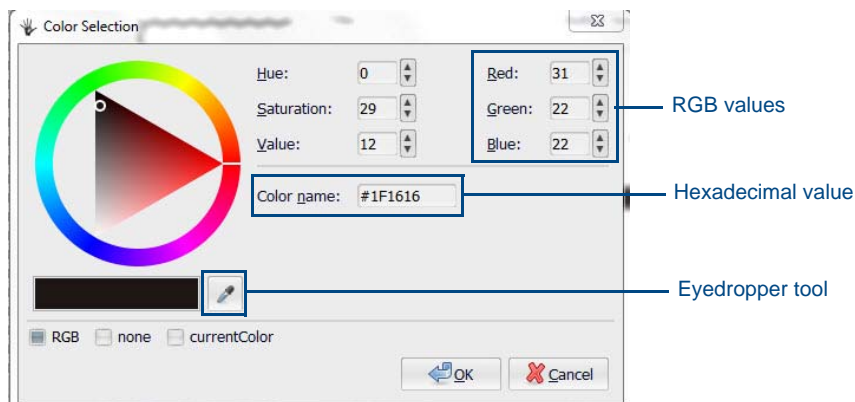 Color Selection
Hue: 0 Red: 31
Saturation: 29 Green: 22
RGB values
Value: 12 Blue: 22
Color name: #1F1616
Hexadecimal value
Eyedropper tool
RGB none currentColor
OK Cancel